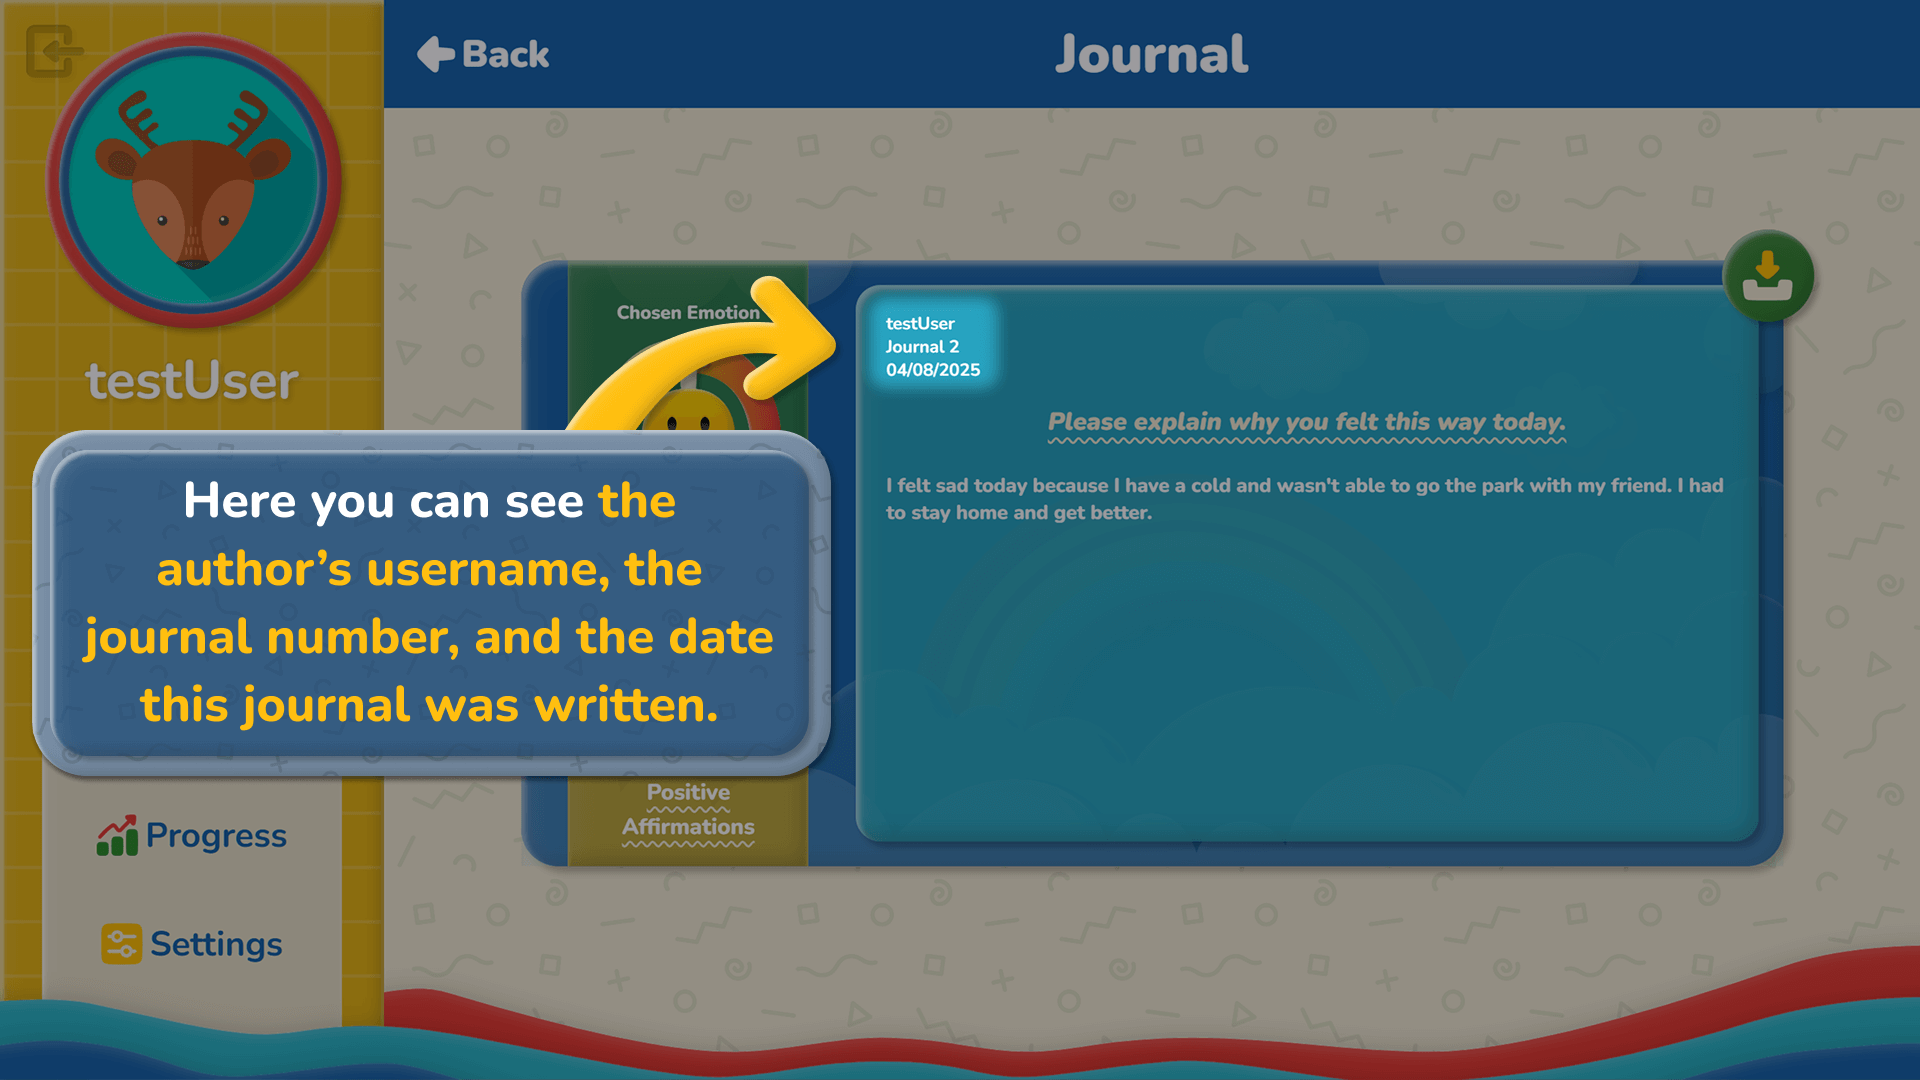 Back
Journal
testUser
Chosen Emotion
testUser
Journal 2
04/08/2025
Please explain why you felt this way today.
I felt sad today because I have a cold and wasn't able to go the park with my friend. I had
to stay home and get better.
Here you can see the
author’s username, the
journal number, and the date
this journal was written.
Positive
Affirmations
Progress
Settings